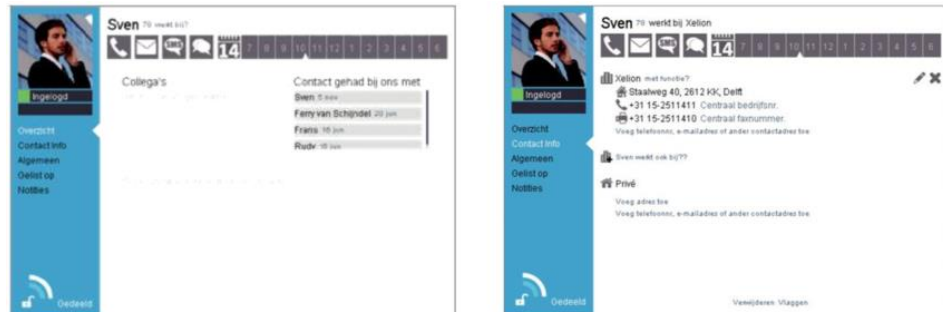 Sven 70 werkt bij?
SMS
14 7 8 9 10 11 12 1 2 3 4 5 6
Ingelogd
Overzicht
Contact Info
Algemeen
Gelist op
Notities
Gedeeld
Collega's
Contact gehad bij ons met
Sven 5 nov
Ferry van Schijndel 20 jun
Frans 16 jun
Rudy 16 jun
Sven 70 werkt bij Xelion
SMS
14 7 8 9 10 11 12 1 2 3 4 5 6
Ingelogd
Overzicht
Contact Info
Algemeen
Gelist op
Notities
Gedeeld
Xelion met functie?
Staalweg 40, 2612 KK, Delft
+31 15-2511411 Centraal bedrijfsnr.
+31 15-2511410 Centraal faxnummer.
Voeg telefoonnr, e-mailadres of ander contactadres toe
Sven werkt ook bij??
Privé
Voeg adres toe
Voeg telefoonnr, e-mailadres of ander contactadres toe
Verwijderen Vlaggen